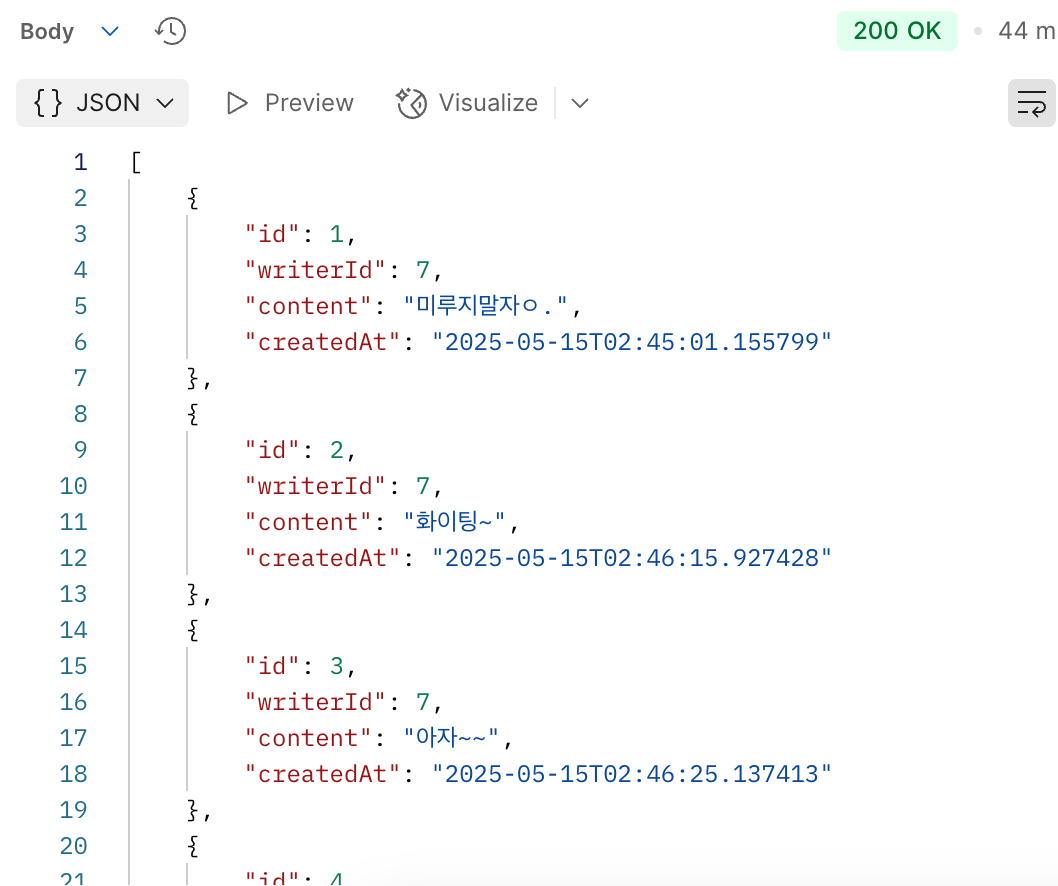 Body
200 OK • 44 m
{ } JSON Preview Visualize
1 [
2 {
3 "id": 1,
4 "writerId": 7,
5 "content": "미루지말자ㅇ.",
6 "createdAt": "2025-05-15T02:45:01.155799"
7 },
8 {
9 "id": 2,
10 "writerId": 7,
11 "content": "화이팅~",
12 "createdAt": "2025-05-15T02:46:15.927428"
13 },
14 {
15 "id": 3,
16 "writerId": 7,
17 "content": "아자~~",
18 "createdAt": "2025-05-15T02:46:25.137413"
19 },
20 {
21 "id": 4